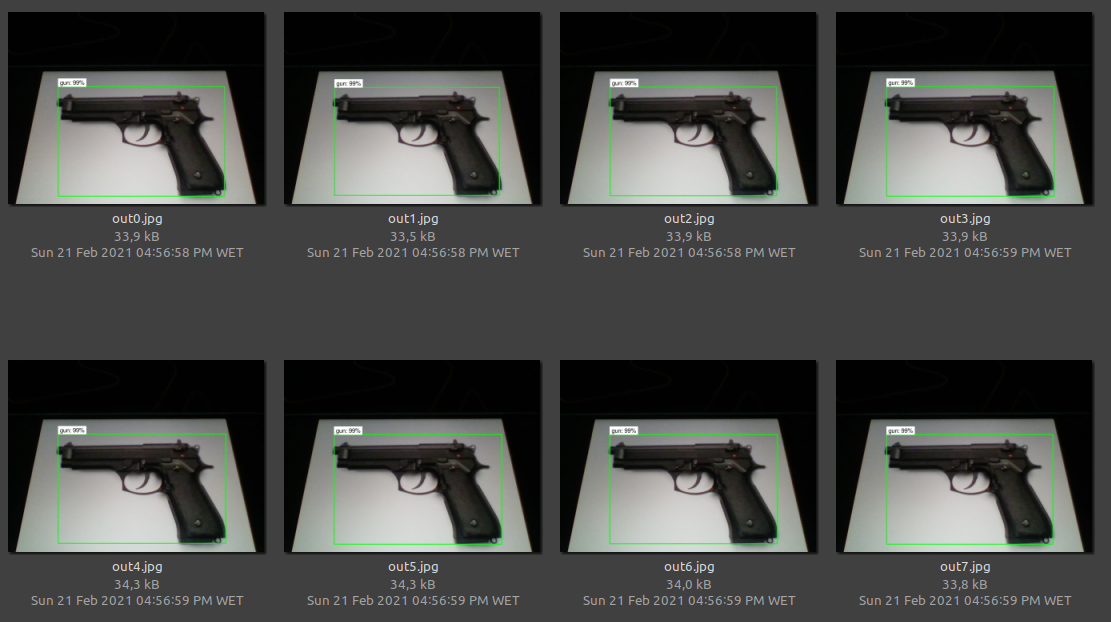 gun: 99%
gun: 99%
gun: 99%
gun: 99%
out0.jpg
out1.jpg
out2.jpg
out3.jpg
33,9 kB
33,5 kB
33,9 kB
33,9 kB
Sun 21 Feb 2021 04:56:58 PM WET
Sun 21 Feb 2021 04:56:58 PM WET
Sun 21 Feb 2021 04:56:58 PM WET
Sun 21 Feb 2021 04:56:59 PM WET
gun: 99%
gun: 99%
gun: 99%
gun: 99%
out4.jpg
out5.jpg
out6.jpg
out7.jpg
34,3 kB
34,3 kB
34,0 kB
33,8 kB
Sun 21 Feb 2021 04:56:59 PM WET
Sun 21 Feb 2021 04:56:59 PM WET
Sun 21 Feb 2021 04:56:59 PM WET
Sun 21 Feb 2021 04:56:59 PM WET